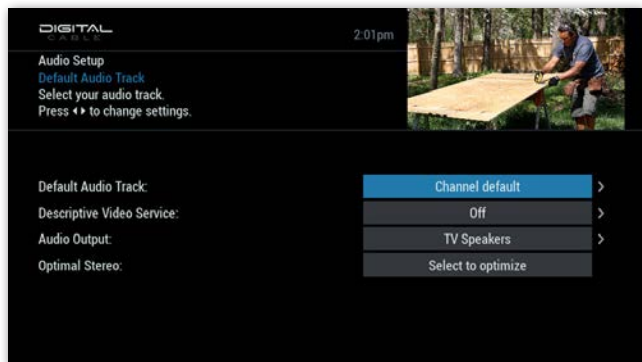 DIGITAL
CABLE
2:01pm
Audio Setup
Default Audio Track
Select your audio track.
Press ◂▸ to change settings.
Default Audio Track: Channel default >
Descriptive Video Service: Off >
Audio Output: TV Speakers >
Optimal Stereo: Select to optimize